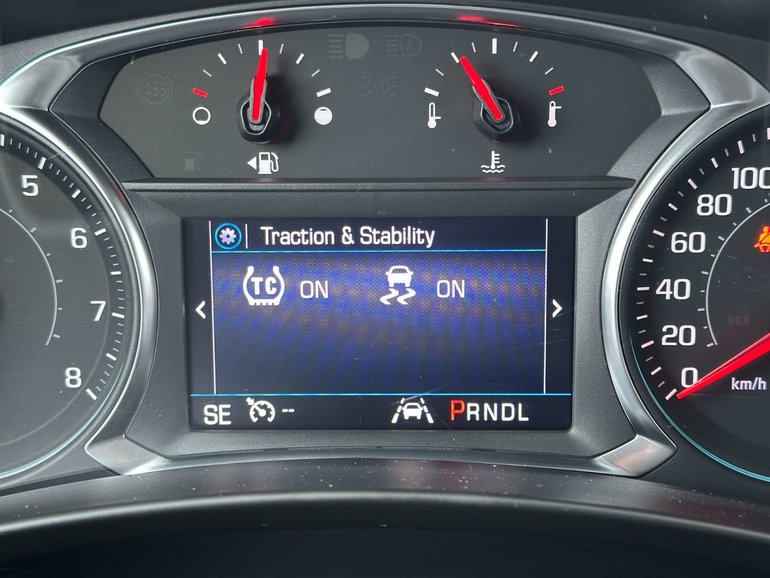 Traction & Stability
TC ON ON
SE -- PRNDL
5
6
7
8
100
80
60
40
20
0
km/h